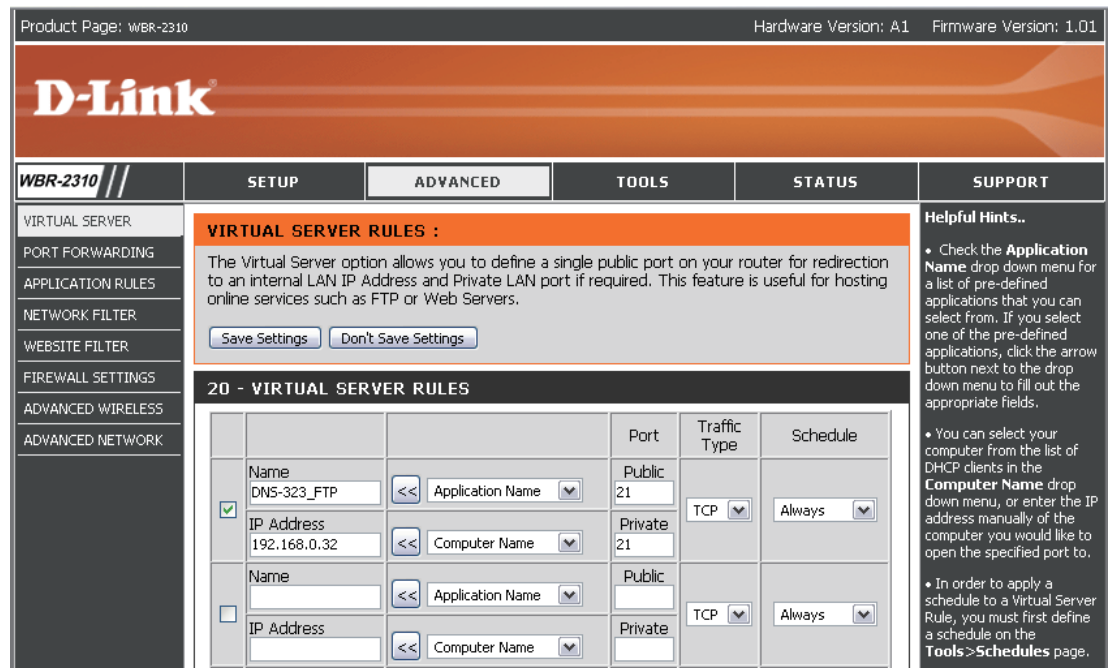 Product Page: WBR-2310 Hardware Version: A1 Firmware Version: 1.01
D-Link®
WBR-2310 SETUP ADVANCED TOOLS STATUS SUPPORT
VIRTUAL SERVER
PORT FORWARDING
APPLICATION RULES
NETWORK FILTER
WEBSITE FILTER
FIREWALL SETTINGS
ADVANCED WIRELESS
ADVANCED NETWORK
VIRTUAL SERVER RULES :
The Virtual Server option allows you to define a single public port on your router for redirection
to an internal LAN IP Address and Private LAN port if required. This feature is useful for hosting
online services such as FTP or Web Servers.
Save Settings Don't Save Settings
20 - VIRTUAL SERVER RULES
Port Traffic Type Schedule
Name Public
DNS-323_FTP << Application Name 21
TCP Always
IP Address Private
192.168.0.32 << Computer Name 21
Name Public
<< Application Name
TCP Always
IP Address Private
<< Computer Name
Helpful Hints..
• Check the Application
Name drop down menu for
a list of pre-defined
applications that you can
select from. If you select
one of the pre-defined
applications, click the arrow
button next to the drop
down menu to fill out the
appropriate fields.
• You can select your
computer from the list of
DHCP clients in the
Computer Name drop
down menu, or enter the IP
address manually of the
computer you would like to
open the specified port to.
• In order to apply a
schedule to a Virtual Server
Rule, you must first define
a schedule on the
Tools>Schedules page.